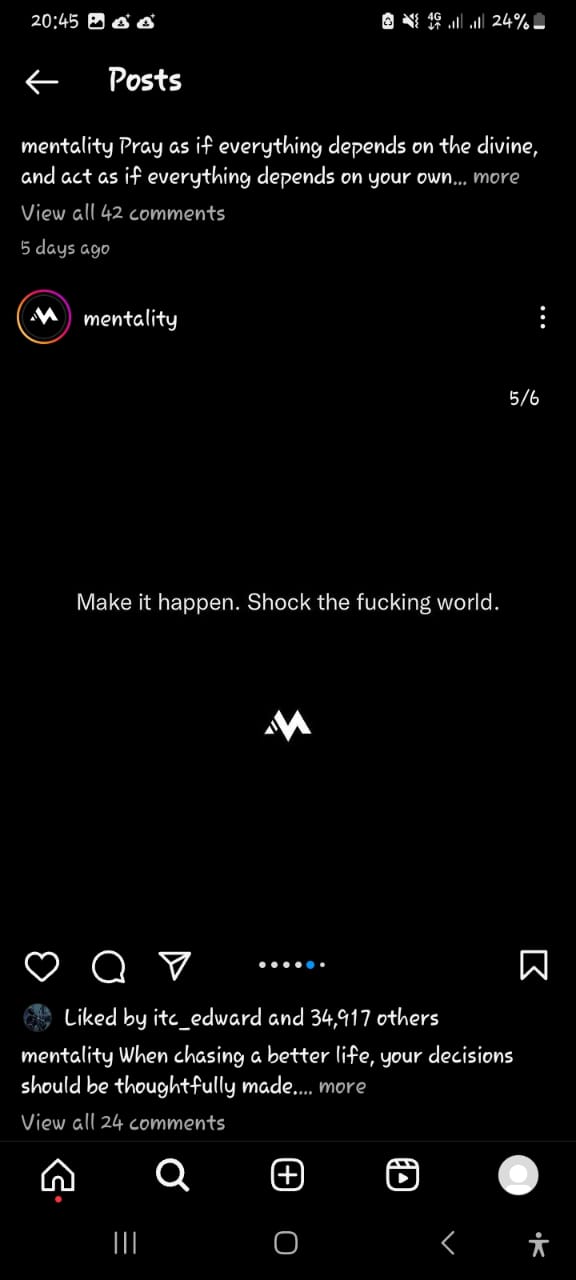 20:45
4G 24%
Posts
mentality Pray as if everything depends on the divine,
and act as if everything depends on your own... more
View all 42 comments
5 days ago
mentality
5/6
Make it happen. Shock the fucking world.
Liked by itc_edward and 34,917 others
mentality When chasing a better life, your decisions
should be thoughtfully made.... more
View all 24 comments